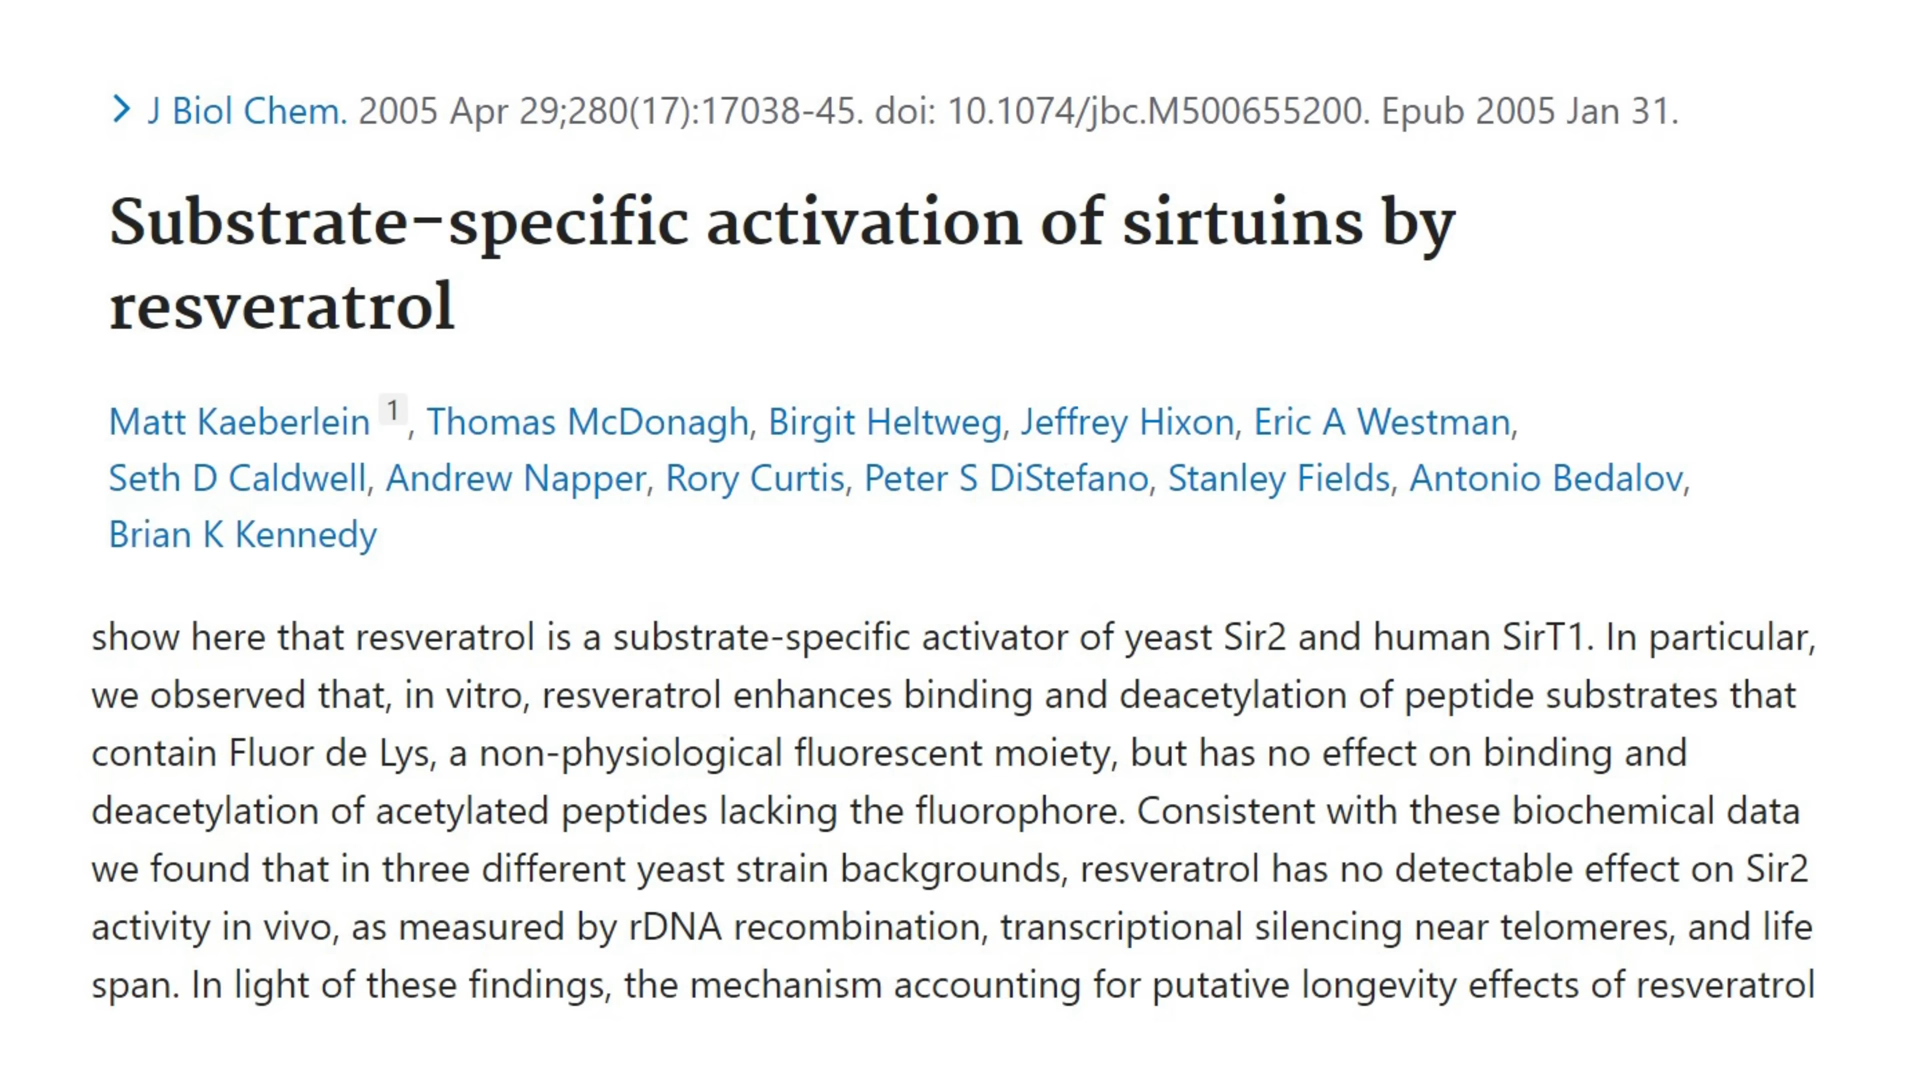 J Biol Chem. 2005 Apr 29;280(17):17038-45. doi: 10.1074/jbc.M500655200. Epub 2005 Jan 31.
Substrate-specific activation of sirtuins by
resveratrol
Matt Kaeberlein 1, Thomas McDonagh, Birgit Heltweg, Jeffrey Hixon, Eric A Westman,
Seth D Caldwell, Andrew Napper, Rory Curtis, Peter S DiStefano, Stanley Fields, Antonio Bedalov,
Brian K Kennedy
show here that resveratrol is a substrate-specific activator of yeast Sir2 and human SirT1. In particular,
we observed that, in vitro, resveratrol enhances binding and deacetylation of peptide substrates that
contain Fluor de Lys, a non-physiological fluorescent moiety, but has no effect on binding and
deacetylation of acetylated peptides lacking the fluorophore. Consistent with these biochemical data
we found that in three different yeast strain backgrounds, resveratrol has no detectable effect on Sir2
activity in vivo, as measured by rDNA recombination, transcriptional silencing near telomeres, and life
span. In light of these findings, the mechanism accounting for putative longevity effects of resveratrol